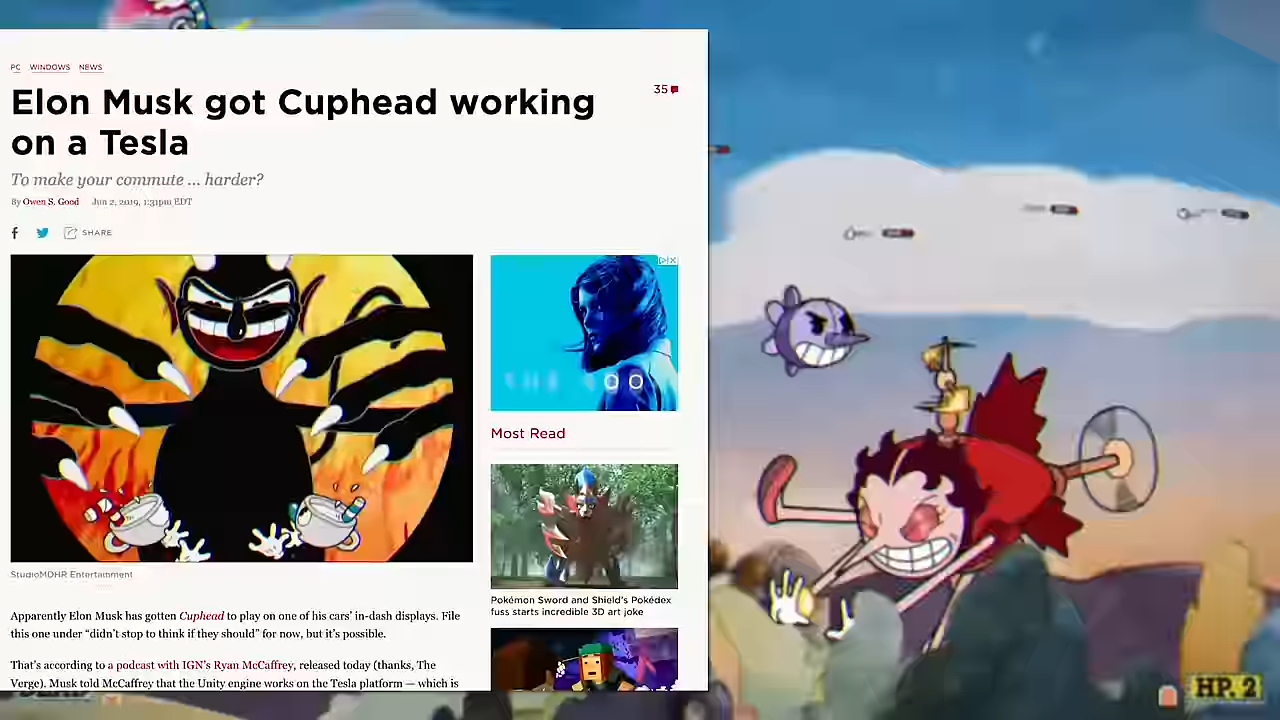 PC WINDOWS NEWS
35
Elon Musk got Cuphead working
on a Tesla
To make your commute ... harder?
By Owen S. Good Jun 2, 2019, 1:31pm EDT
SHARE
Most Read
StudioMDHR Entertainment
Pokémon Sword and Shield's Pokédex
fuss starts incredible 3D art joke
Apparently Elon Musk has gotten Cuphead to play on one of his cars' in-dash displays. File
this one under "didn't stop to think if they should" for now, but it's possible.
That's according to a podcast with IGN's Ryan McCaffrey, released today (thanks, The
Verge). Musk told McCaffrey that the Unity engine works on the Tesla platform — which is
HP. 2